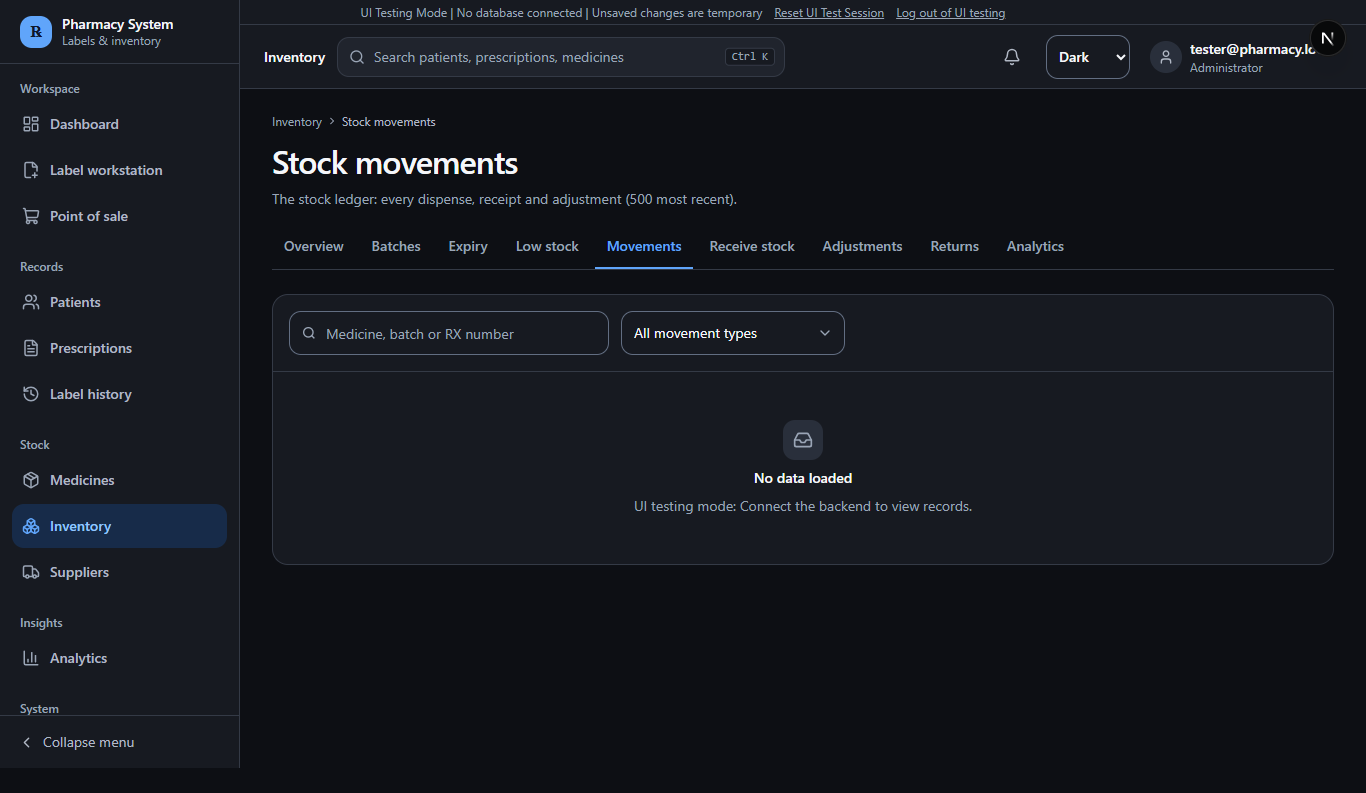 ℞
Pharmacy System
Labels & inventory
Workspace
Dashboard
Label workstation
Point of sale
Records
Patients
Prescriptions
Label history
Stock
Medicines
Inventory
Suppliers
Insights
Analytics
System
Collapse menu
UI Testing Mode | No database connected | Unsaved changes are temporary Reset UI Test Session Log out of UI testing
Inventory
Search patients, prescriptions, medicines Ctrl K
Dark
tester@pharmacy.lo
Administrator
N
Inventory > Stock movements
Stock movements
The stock ledger: every dispense, receipt and adjustment (500 most recent).
Overview Batches Expiry Low stock Movements Receive stock Adjustments Returns Analytics
Medicine, batch or RX number
All movement types
No data loaded
UI testing mode: Connect the backend to view records.